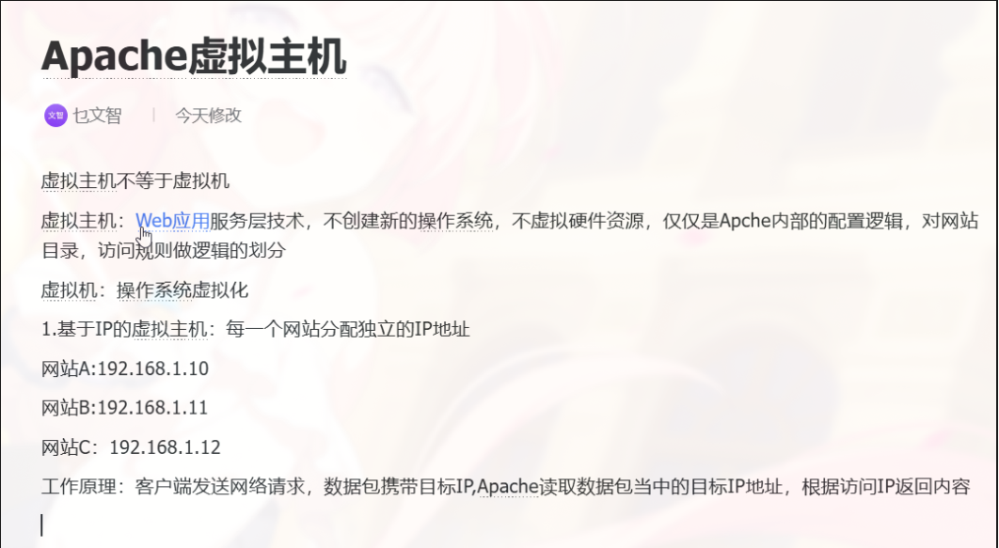 Apache虚拟主机
文智 乜文智 | 今天修改
虚拟主机不等于虚拟机
虚拟主机：Web应用服务层技术，不创建新的操作系统，不虚拟硬件资源，仅仅是Apche内部的配置逻辑，对网站
目录，访问规则做逻辑的划分
虚拟机：操作系统虚拟化
1.基于IP的虚拟主机：每一个网站分配独立的IP地址
网站A:192.168.1.10
网站B:192.168.1.11
网站C：192.168.1.12
工作原理：客户端发送网络请求，数据包携带目标IP,Apache读取数据包当中的目标IP地址，根据访问IP返回内容